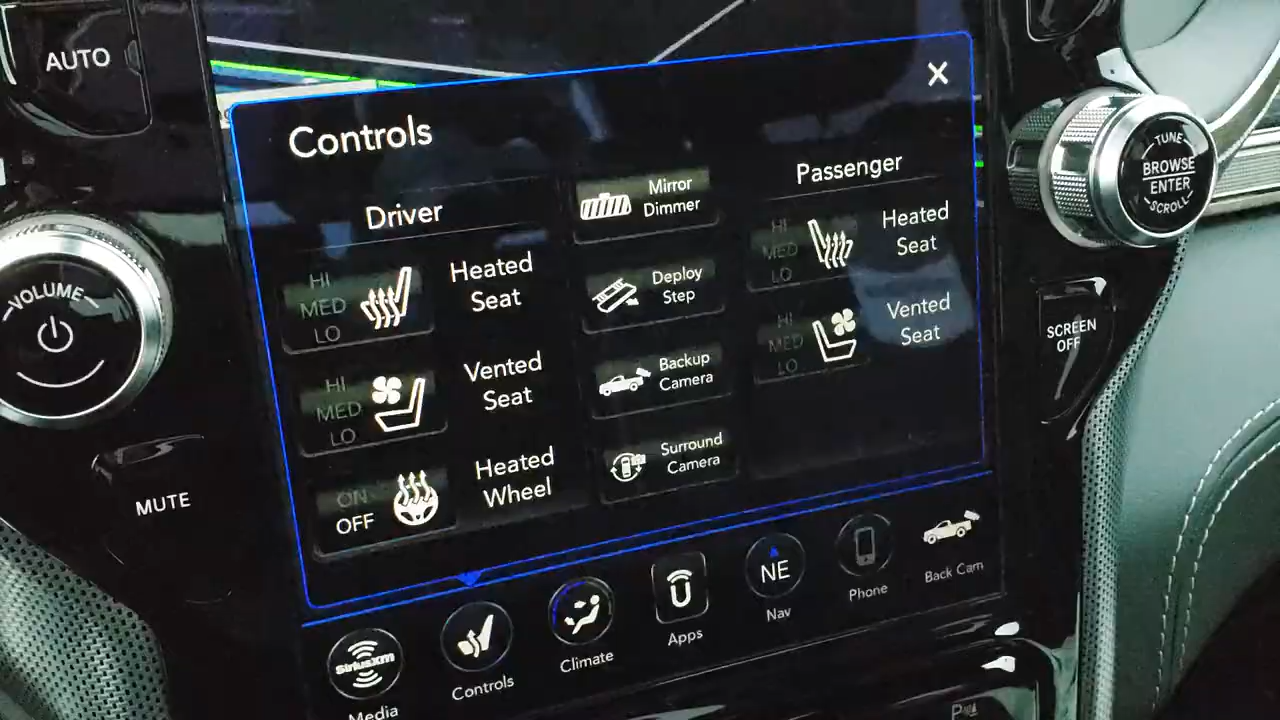 AUTO
VOLUME
MUTE
Controls
Driver
HI
MED
LO
Heated
Seat
HI
MED
LO
Vented
Seat
ON
OFF
Heated
Wheel
Mirror
Dimmer
Deploy
Step
Backup
Camera
Surround
Camera
Passenger
HI
MED
LO
Heated
Seat
HI
MED
LO
Vented
Seat
TUNE
BROWSE
ENTER
SCROLL
SCREEN
OFF
SiriusXM
Media
Controls
Climate
Apps
NE
Nav
Phone
Back Cam